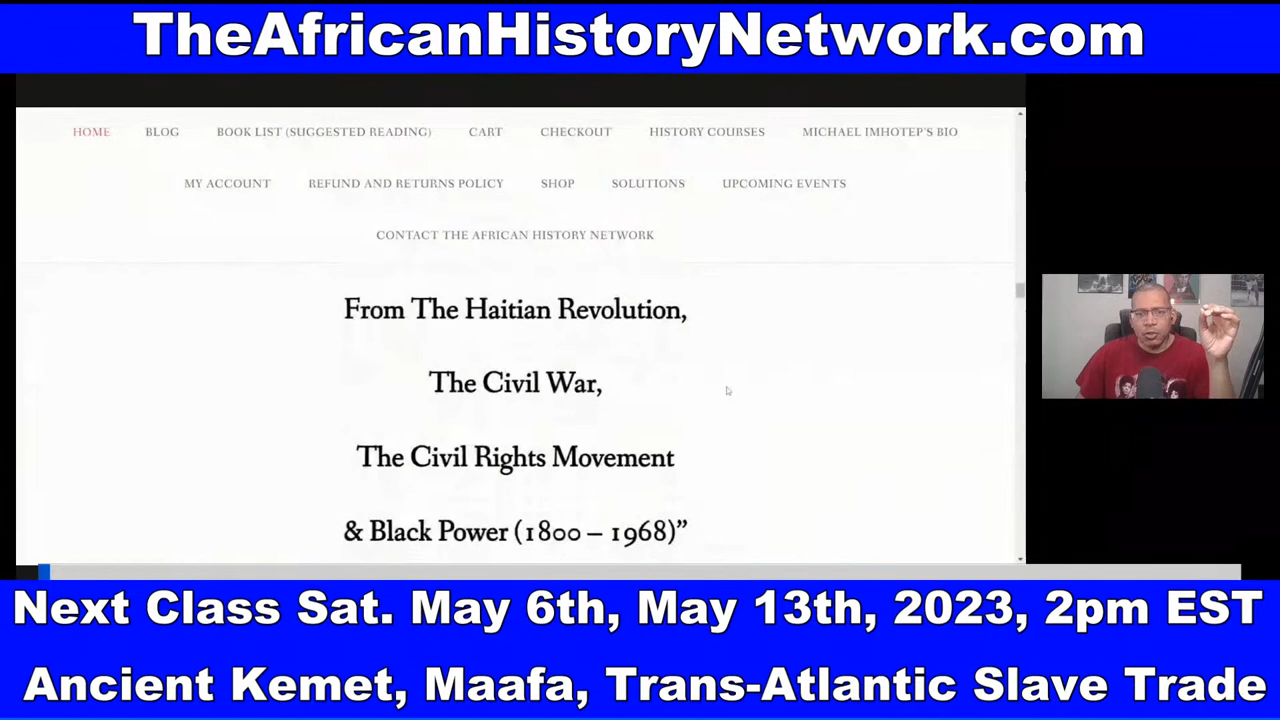 TheAfricanHistoryNetwork.com
HOME BLOG BOOK LIST (SUGGESTED READING) CART CHECKOUT HISTORY COURSES MICHAEL IMHOTEP'S BIO
MY ACCOUNT REFUND AND RETURNS POLICY SHOP SOLUTIONS UPCOMING EVENTS
CONTACT THE AFRICAN HISTORY NETWORK
From The Haitian Revolution,
The Civil War,
The Civil Rights Movement
& Black Power (1800 – 1968)”
Next Class Sat. May 6th, May 13th, 2023, 2pm EST
Ancient Kemet, Maafa, Trans-Atlantic Slave Trade